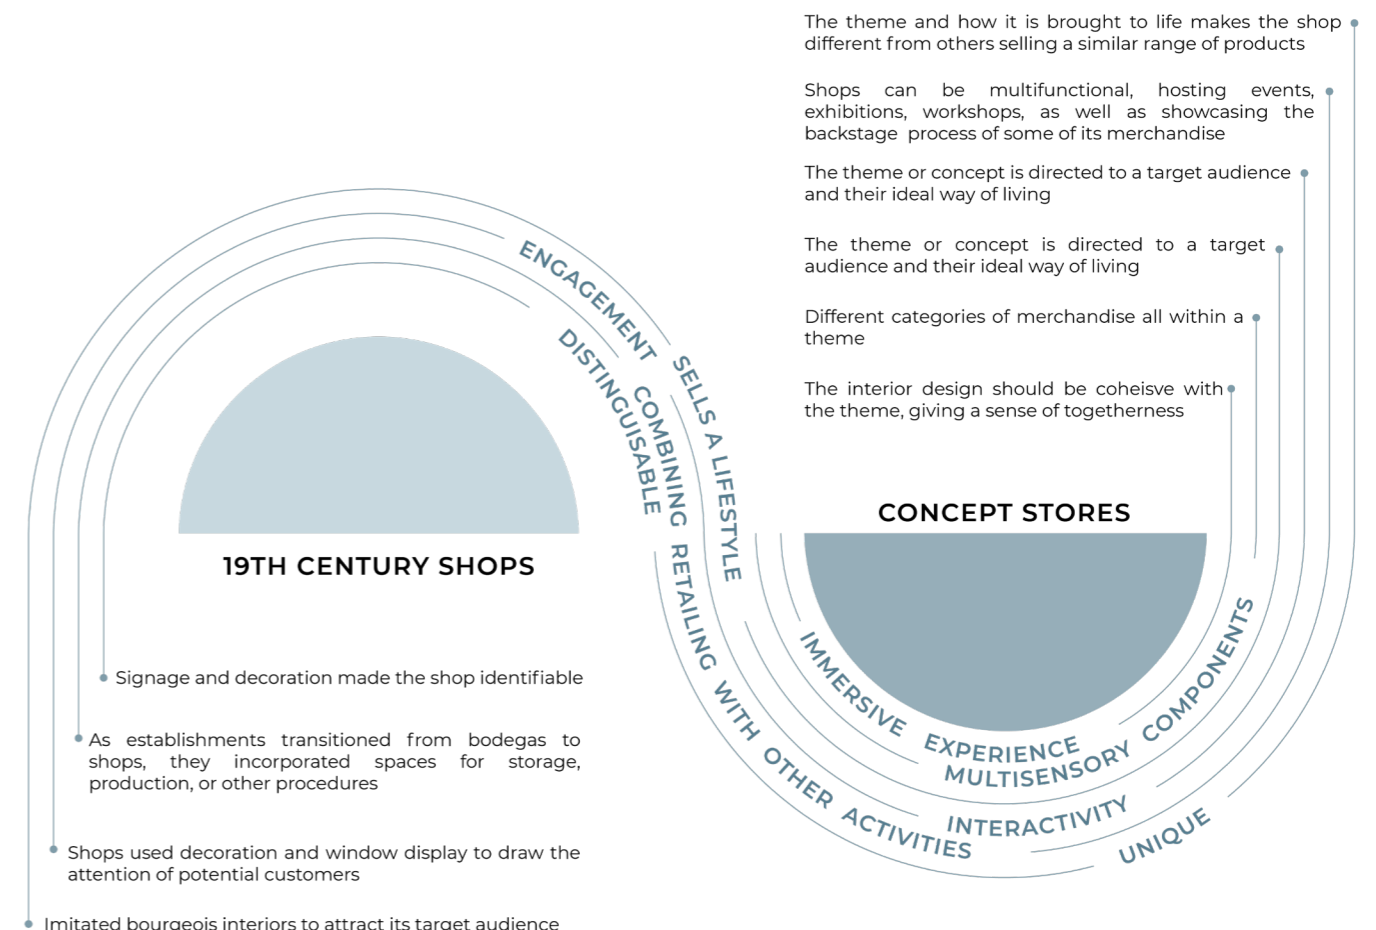 The theme and how it is brought to life makes the shop
different from others selling a similar range of products
Shops can be multifunctional, hosting events,
exhibitions, workshops, as well as showcasing the
backstage process of some of its merchandise
The theme or concept is directed to a target audience
and their ideal way of living
The theme or concept is directed to a target
audience and their ideal way of living
Different categories of merchandise all within a
theme
The interior design should be coheisve with
the theme, giving a sense of togetherness
ENGAGEMENT
SELLS A LIFESTYLE
DISTINGUISABLE
COMBINING RETAILING WITH OTHER ACTIVITIES
CONCEPT STORES
19TH CENTURY SHOPS
IMMERSIVE EXPERIENCE
MULTISENSORY COMPONENTS
INTERACTIVITY
UNIQUE
Signage and decoration made the shop identifiable
As establishments transitioned from bodegas to
shops, they incorporated spaces for storage,
production, or other procedures
Shops used decoration and window display to draw the
attention of potential customers
Imitated bourgeois interiors to attract its target audience